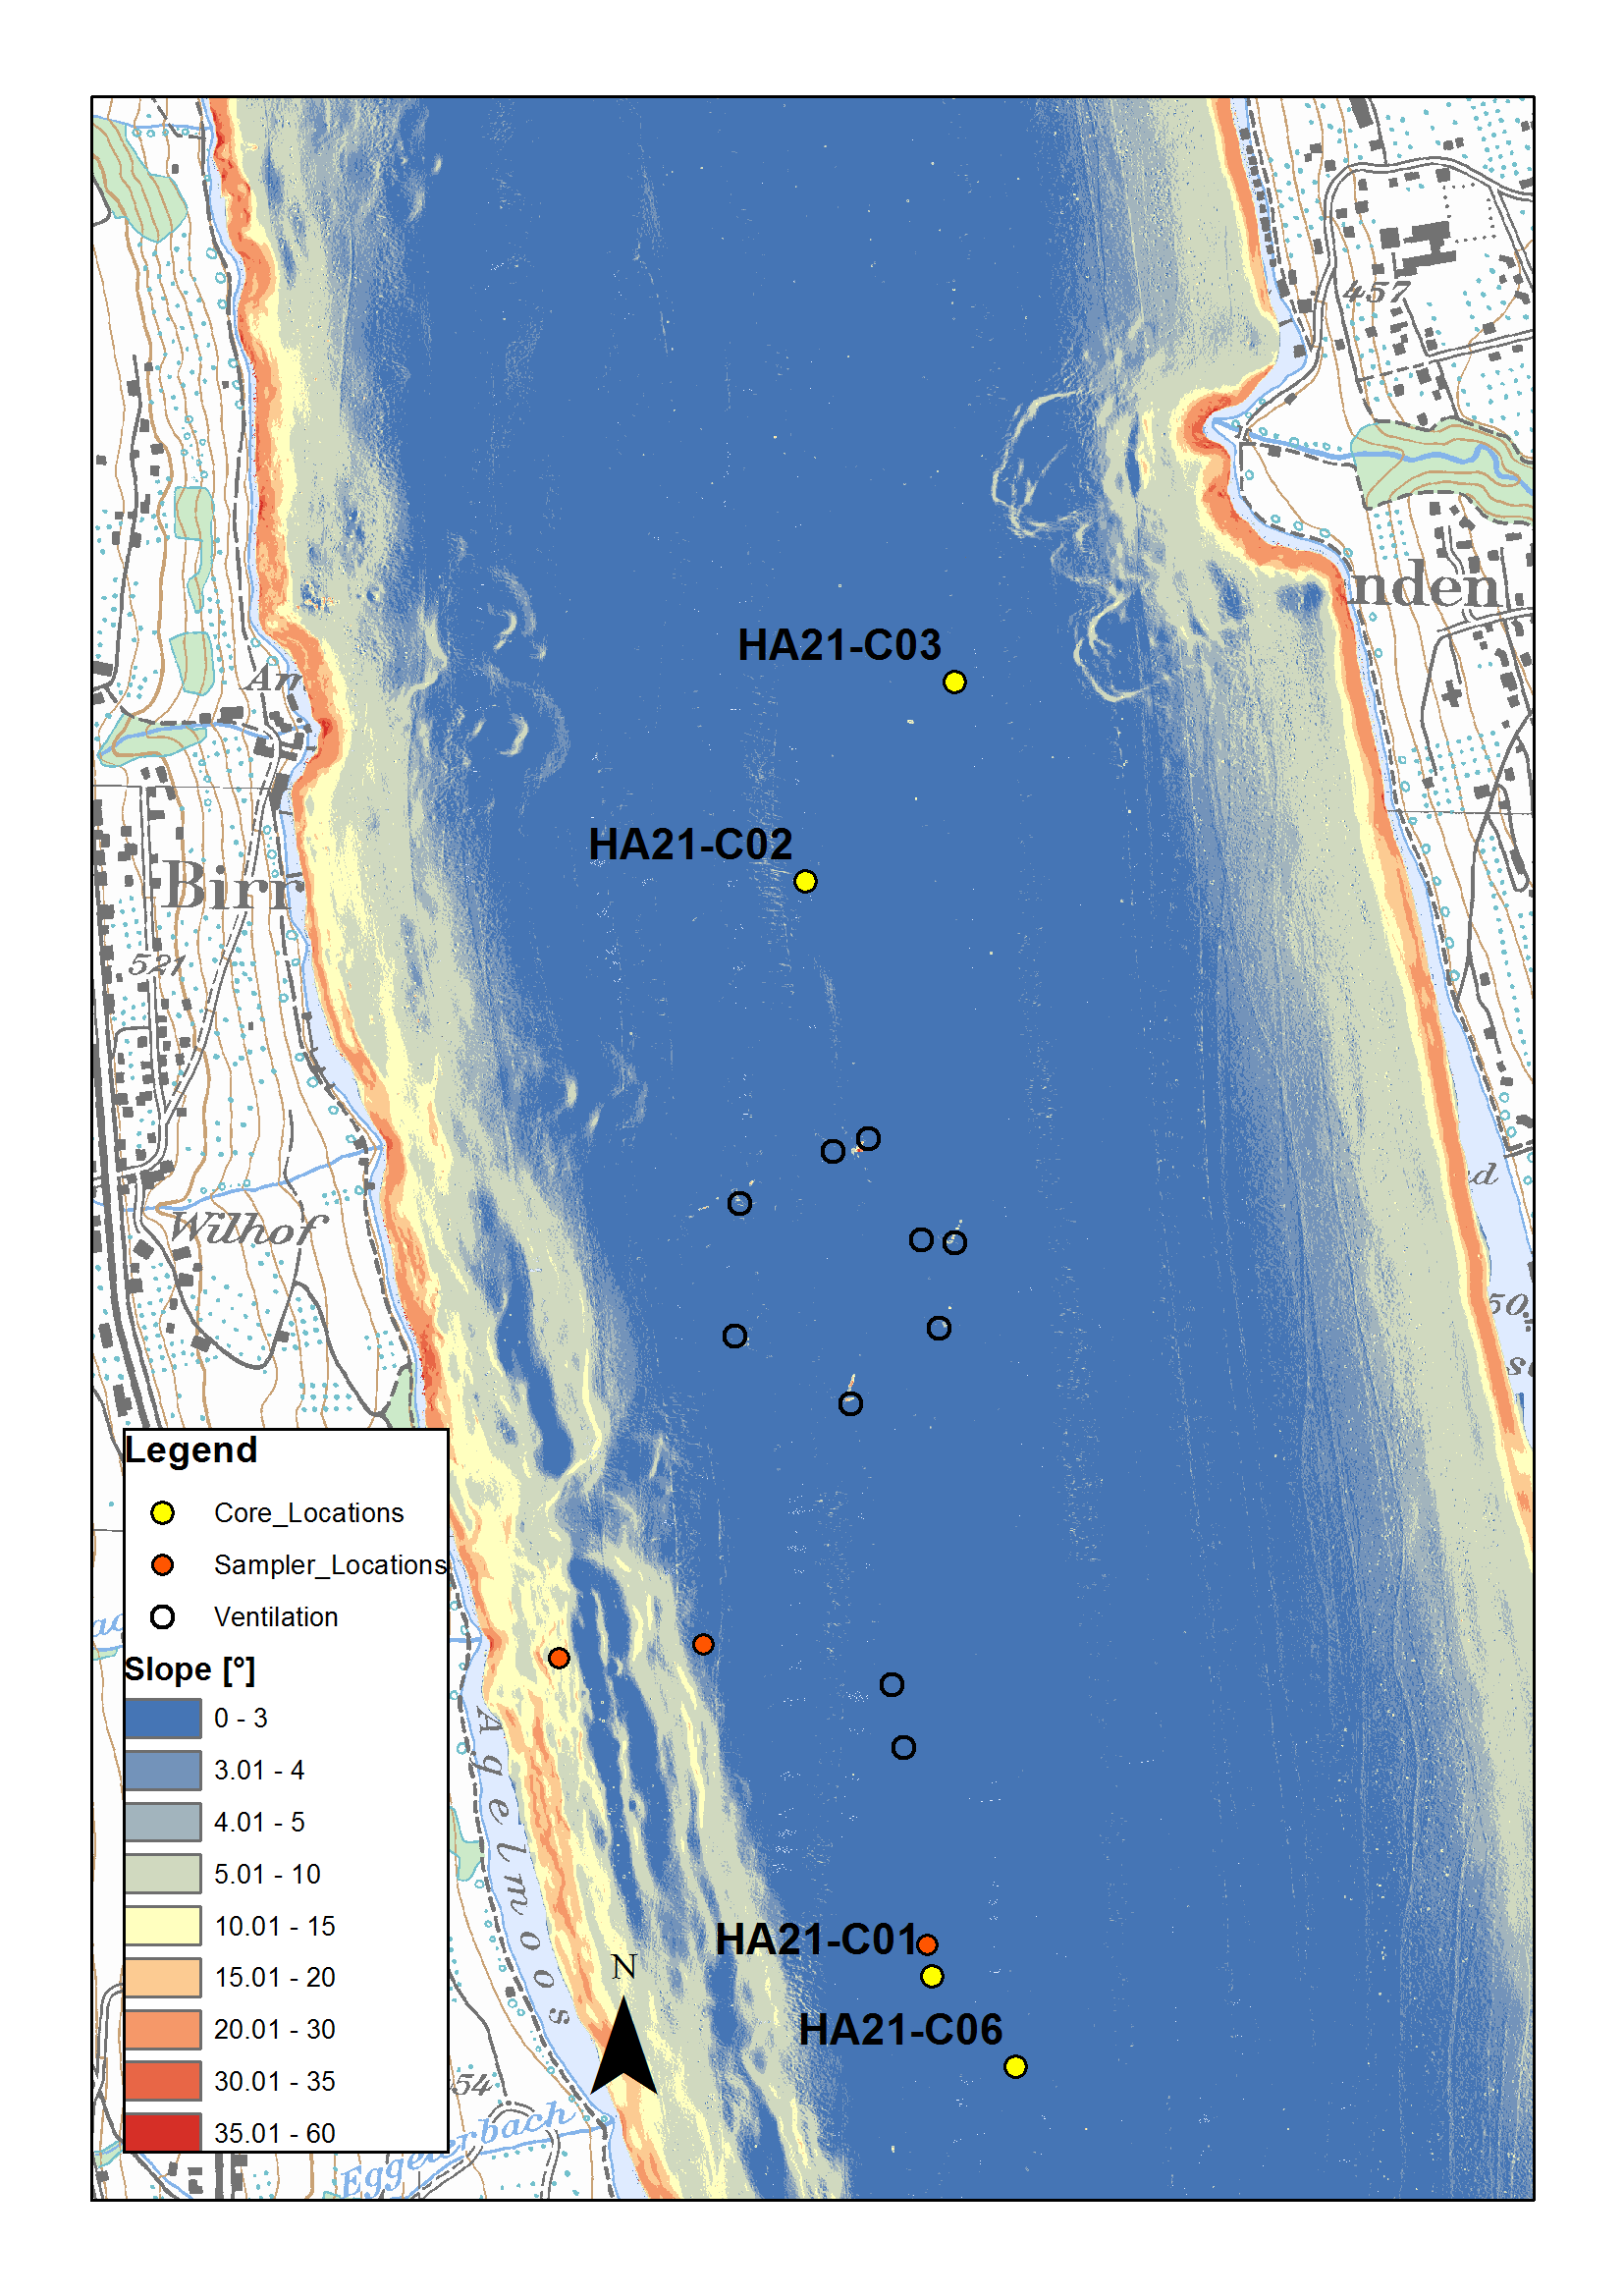 457
nden
HA21-C03
An
HA21-C02
Birr
521
Wilhof
50.
Legend
Core_Locations
Sampler_Locations
Ventilation
Slope [°]
0 - 3
3.01 - 4
4.01 - 5
5.01 - 10
10.01 - 15
15.01 - 20
20.01 - 30
30.01 - 35
35.01 - 60
Agelmoos
HA21-C01
N
HA21-C06
54